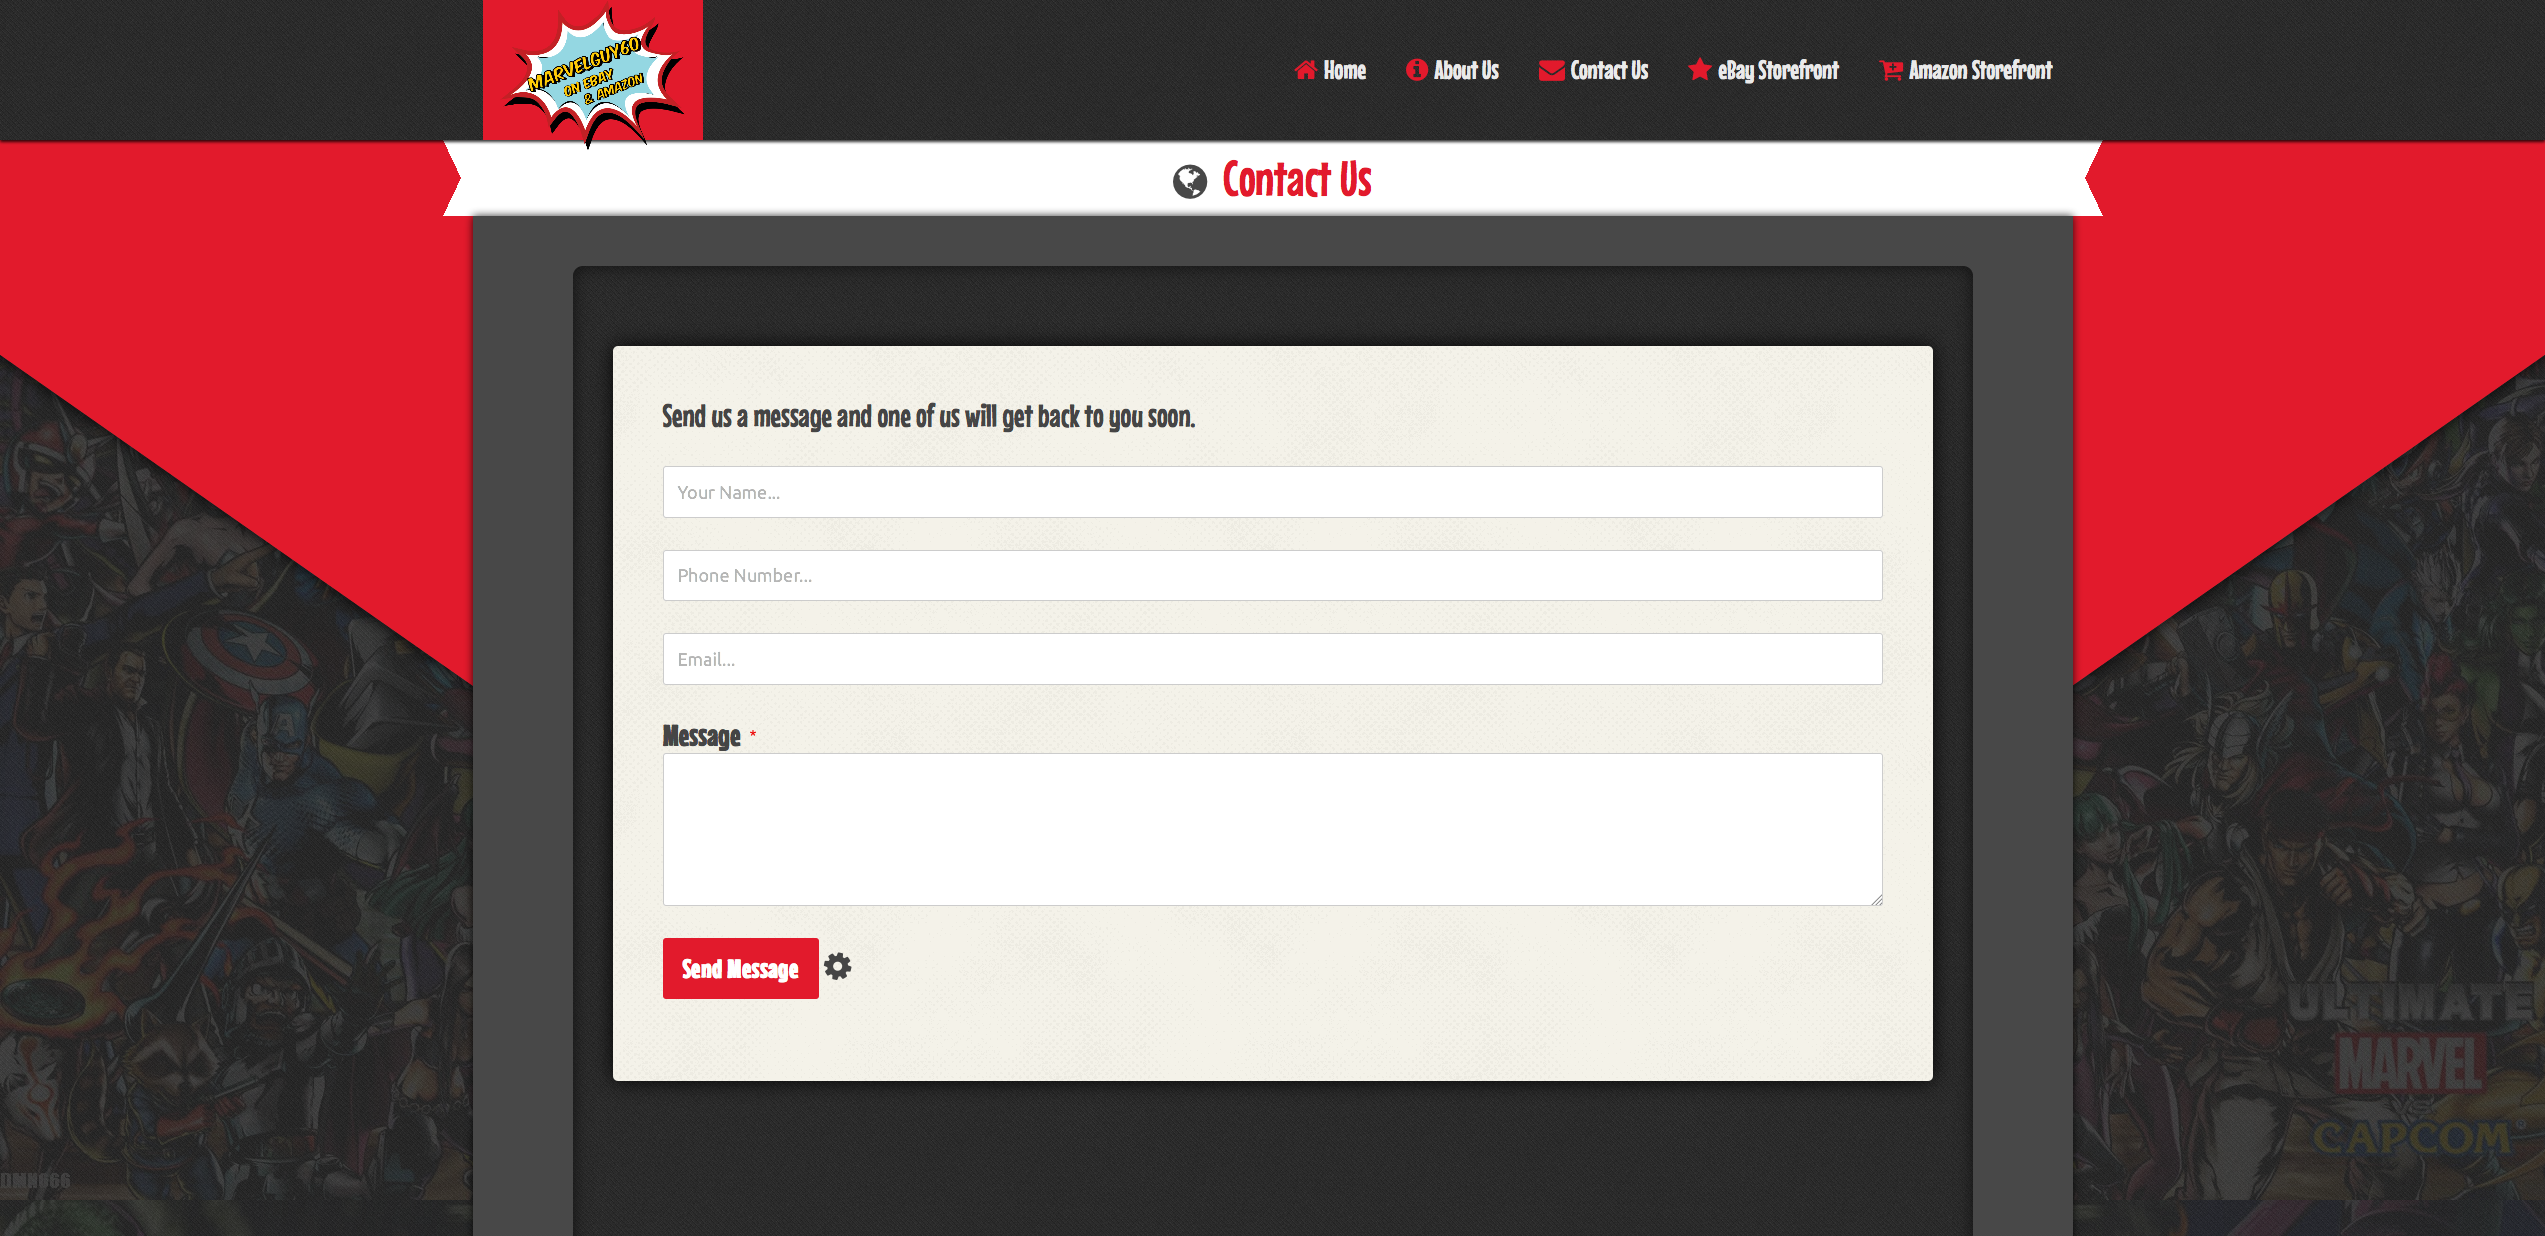 MARVELGUY60
ON EBAY
& AMAZON
Home
About Us
Contact Us
eBay Storefront
Amazon Storefront
Contact Us
Send us a message and one of us will get back to you soon.
Your Name...
Phone Number...
Email...
Message *
Send Message
ULTIMATE
MARVEL
VS
CAPCOM®
DMN666